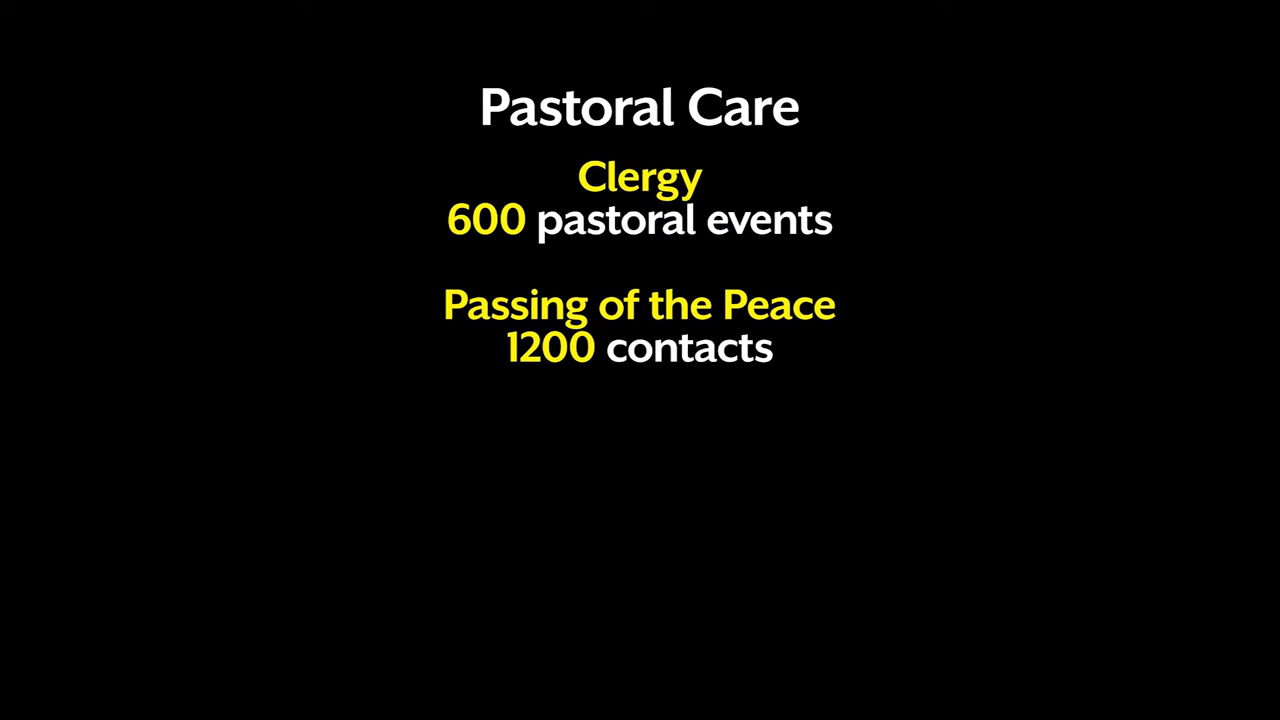 Pastoral Care
Clergy
600 pastoral events
Passing of the Peace
1200 contacts